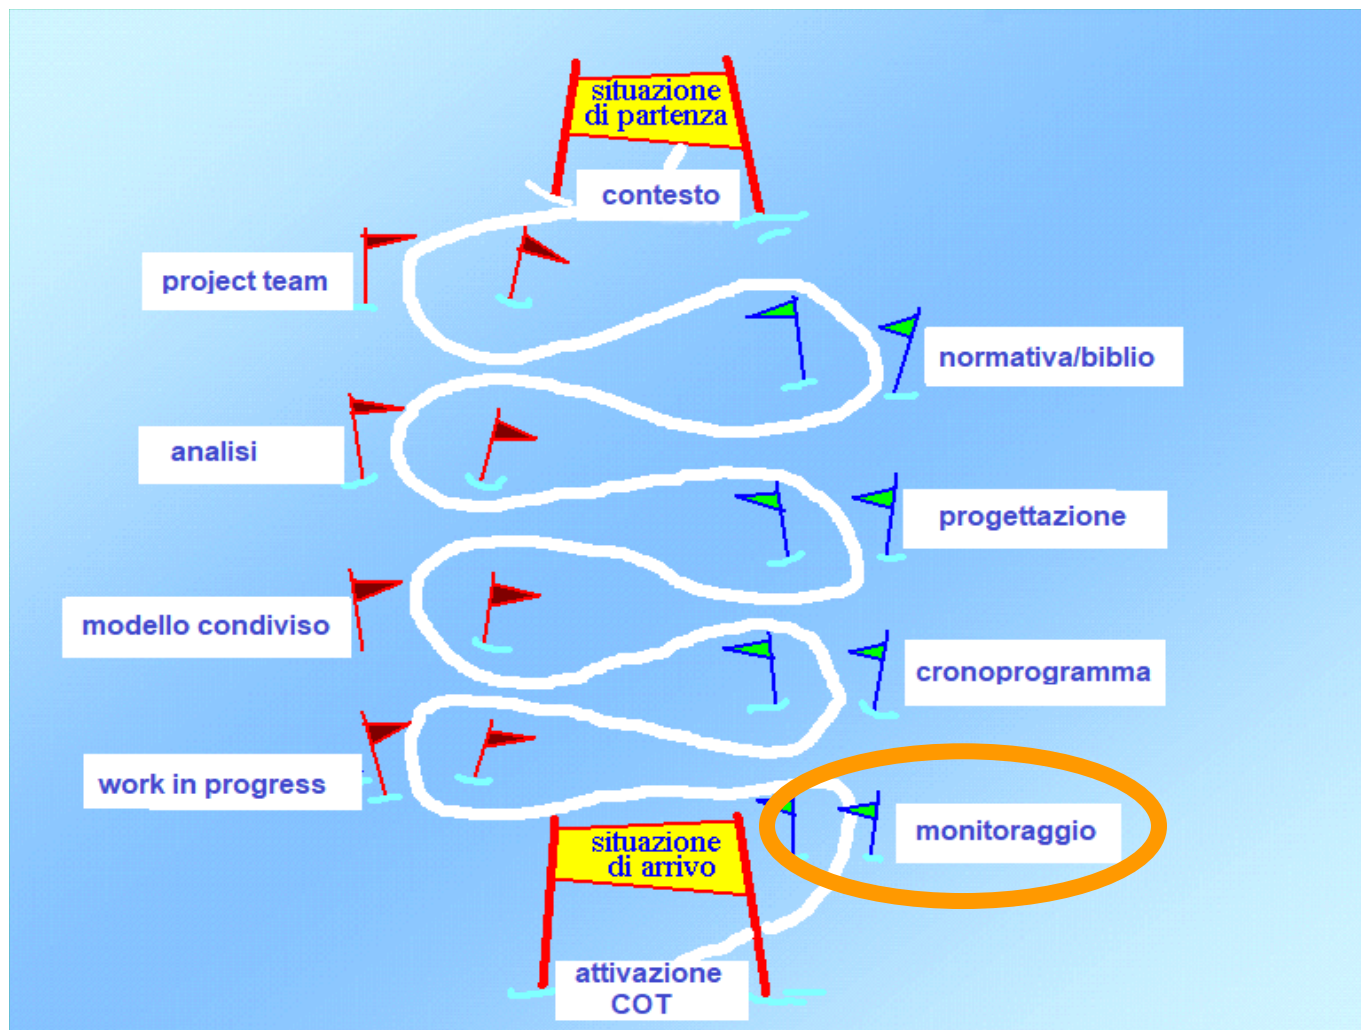 situazione
di partenza
contesto
project team
normativa/biblio
analisi
progettazione
modello condiviso
cronoprogramma
work in progress
monitoraggio
situazione
di arrivo
attivazione
COT